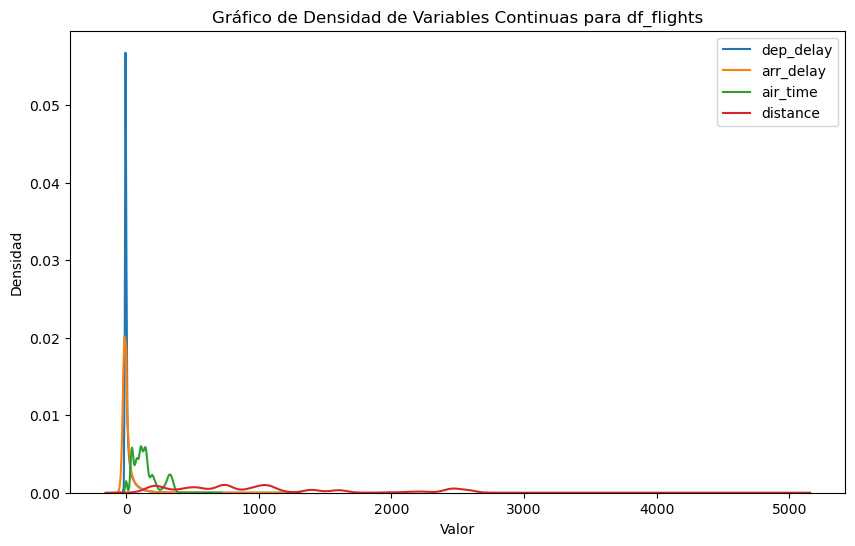 Gráfico de Densidad de Variables Continuas para df_flights
dep_delay
arr_delay
air_time
distance
Densidad
0.05
0.04
0.03
0.02
0.01
0.00
0
1000
2000
3000
4000
5000
Valor